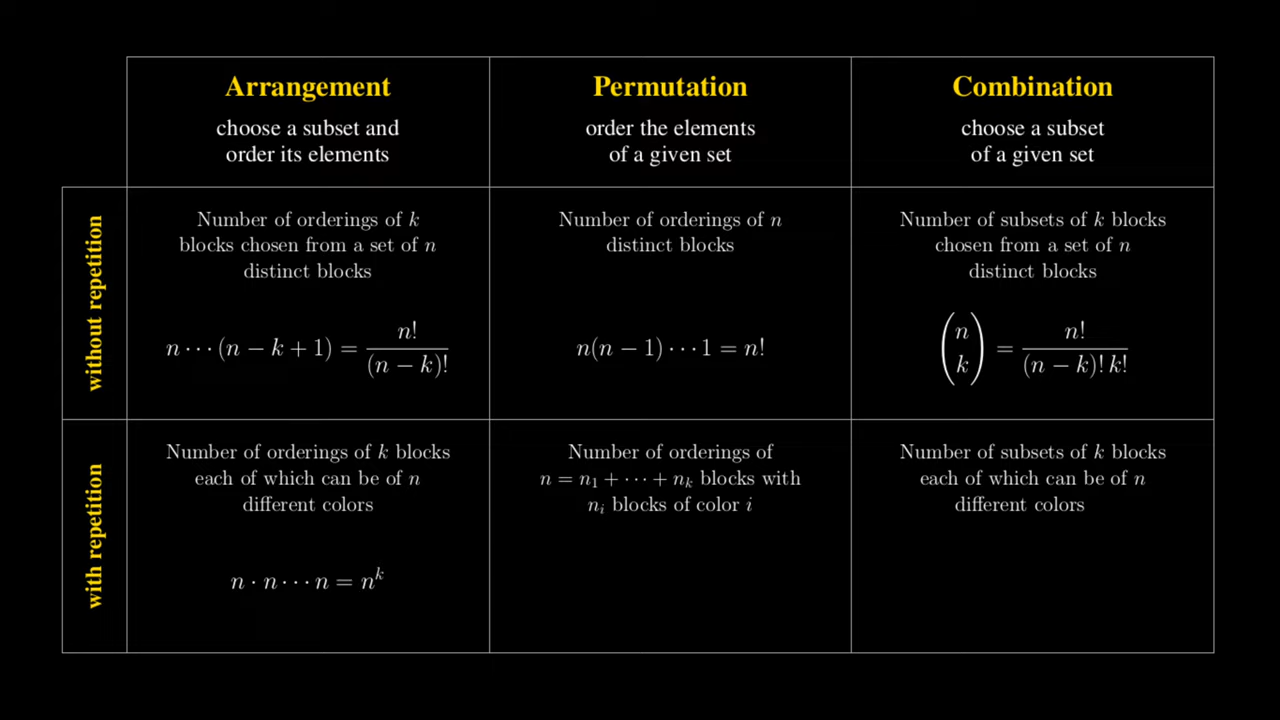 Arrangement
choose a subset and
order its elements
Permutation
order the elements
of a given set
Combination
choose a subset
of a given set
without repetition
Number of orderings of k
blocks chosen from a set of n
distinct blocks
n ⋯ (n − k + 1) = n! / (n − k)!
Number of orderings of n
distinct blocks
n(n − 1) ⋯ 1 = n!
Number of subsets of k blocks
chosen from a set of n
distinct blocks
(n k) = n! / (n − k)! k!
with repetition
Number of orderings of k blocks
each of which can be of n
different colors
n · n ⋯ n = n^k
Number of orderings of
n = n₁ + ⋯ + nₖ blocks with
nᵢ blocks of color i
Number of subsets of k blocks
each of which can be of n
different colors